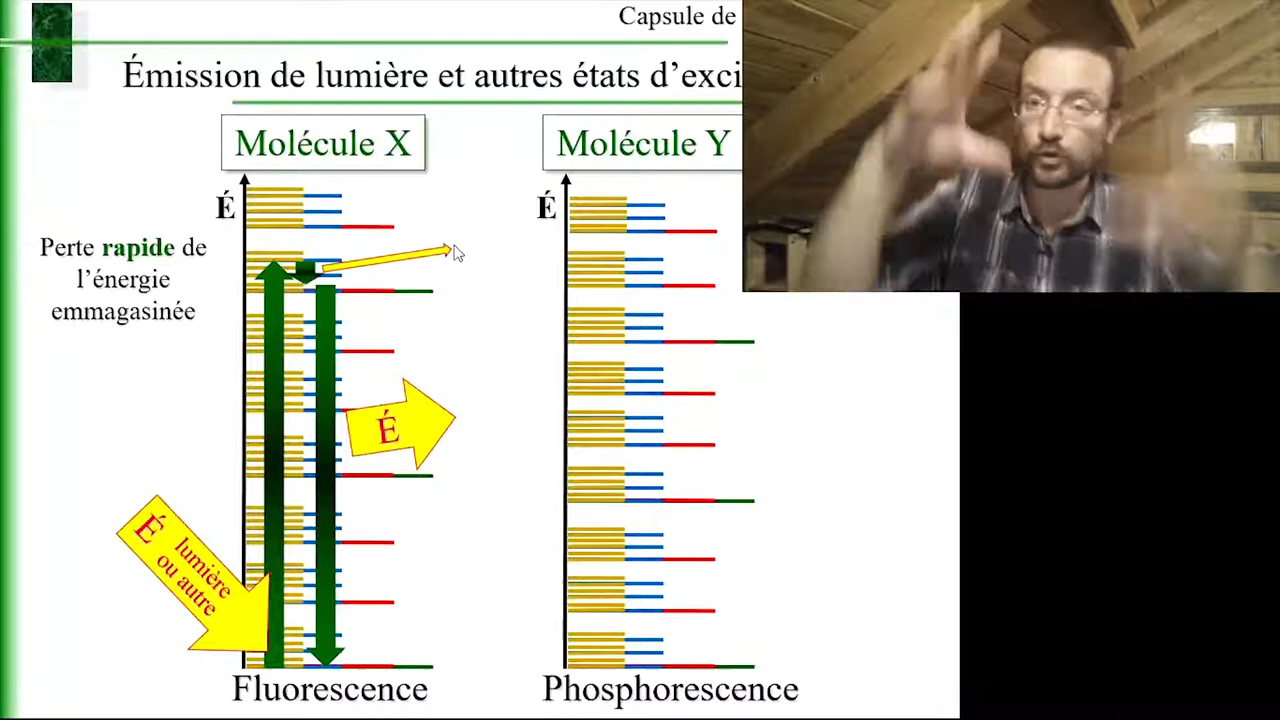 Capsule de
Émission de lumière et autres états d'exci
Molécule X
Molécule Y
É
É
Perte rapide de
l'énergie
emmagasinée
É
É
lumière
ou autre
Fluorescence
Phosphorescence